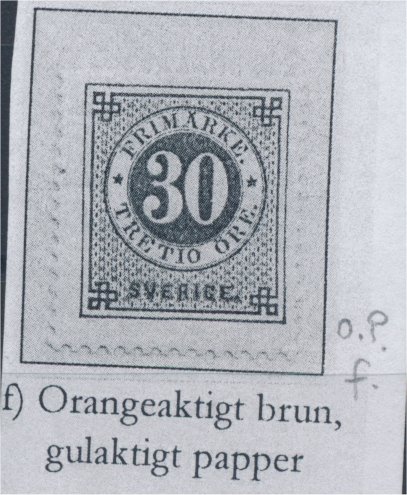 FRIMÄRKE.
30
TRETIO ÖRE.
SVERIGE.
o.P.
f.
f) Orangeaktigt brun,
gulaktigt papper